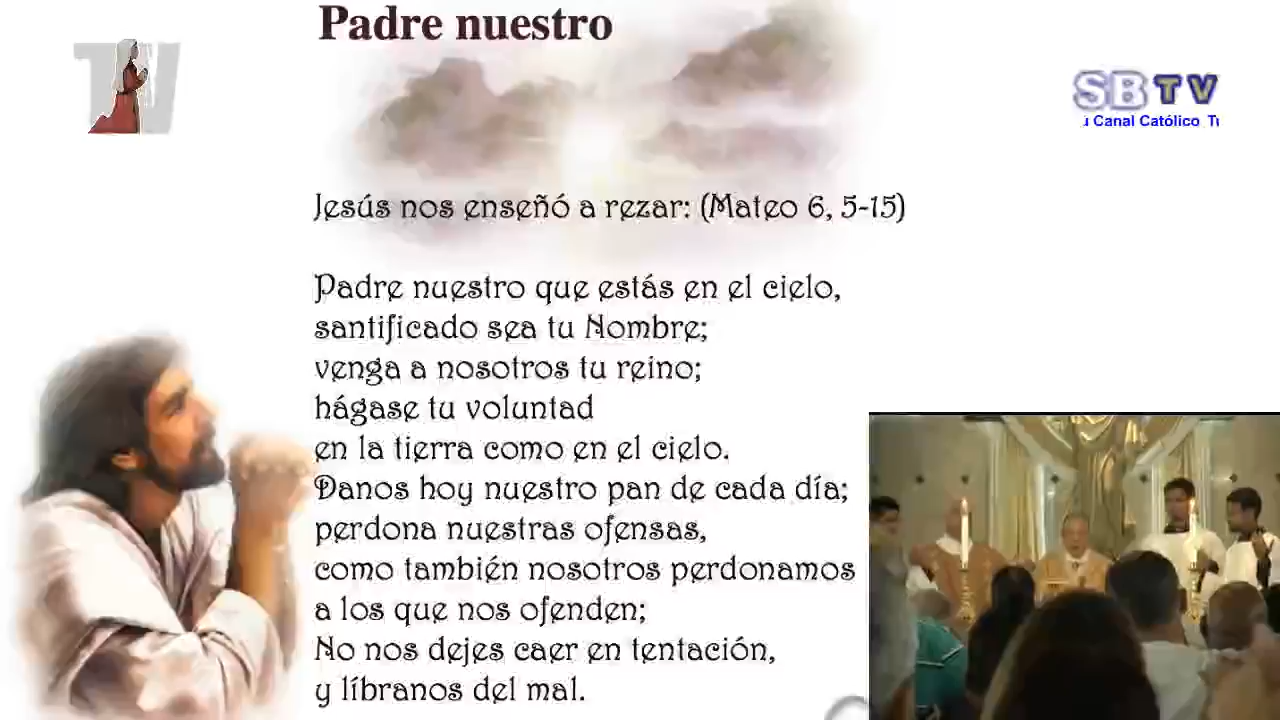 Padre nuestro
TV
SBTV
Canal Católico
Jesús nos enseñó a rezar: (Mateo 6, 5-15)
Padre nuestro que estás en el cielo,
santificado sea tu Nombre;
venga a nosotros tu reino;
hágase tu voluntad
en la tierra como en el cielo.
Danos hoy nuestro pan de cada día;
perdona nuestras ofensas,
como también nosotros perdonamos
a los que nos ofenden;
No nos dejes caer en tentación,
y líbranos del mal.